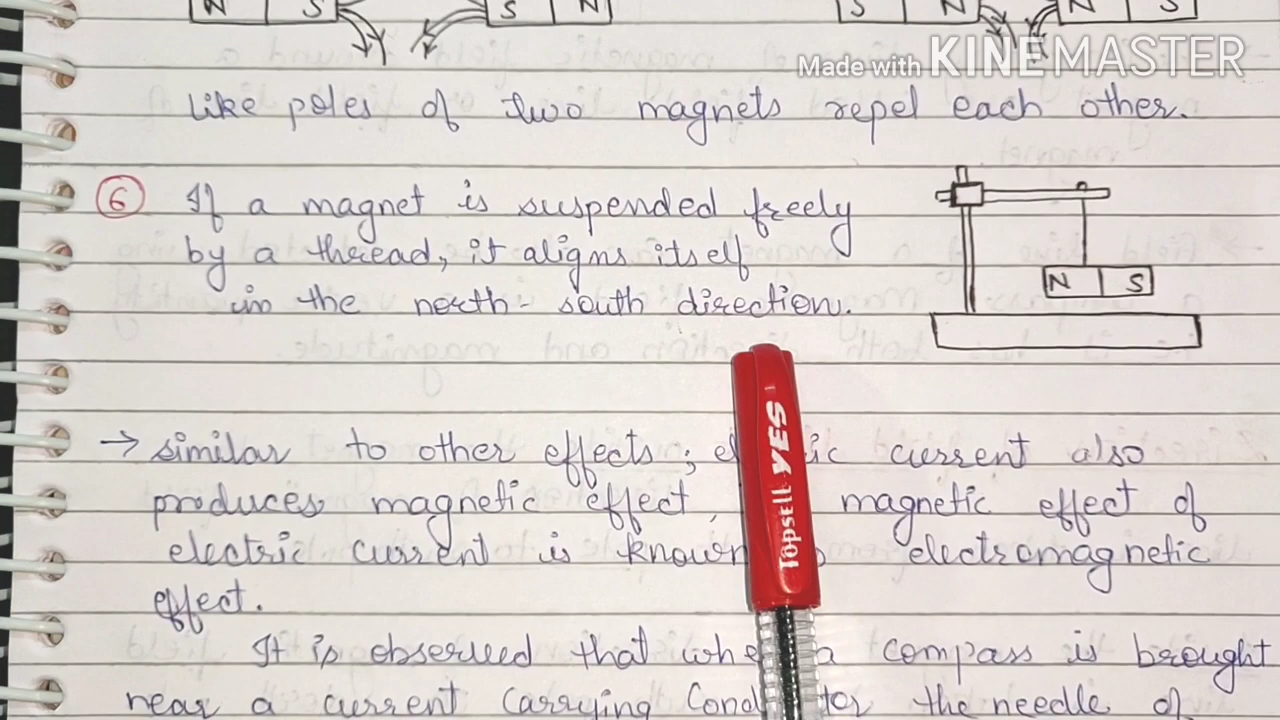 N S S N S N N S
Made with KINEMASTER
Like poles of two magnets repel each other.
6 If a magnet is suspended freely
by a thread, it aligns itself
in the north-south direction.
N S
Topsell YES
→ similar to other effects; el ic current also
produces magnetic effect, magnetic effect of
electric current is known s electromagnetic
effect.
It is observed that whe a compass is brought
near a current carrying Cond tor the needle of